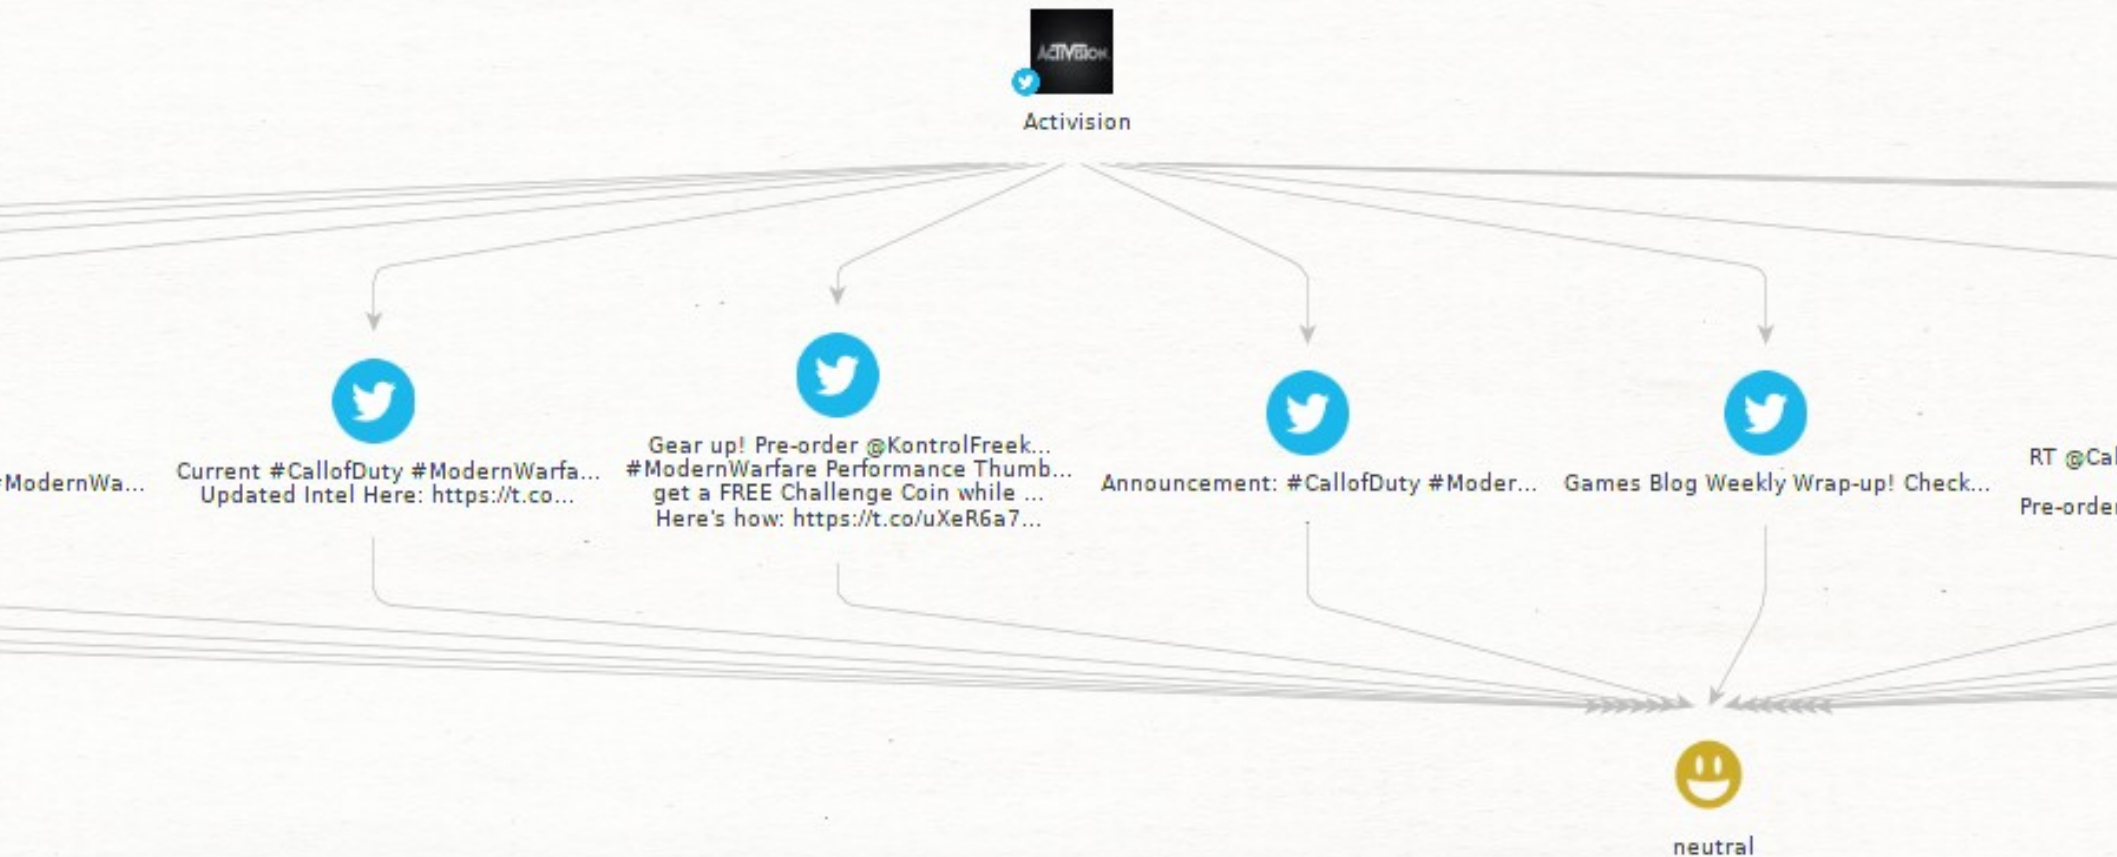 ACTIVISION
Activision
#ModernWa...
Current #CallofDuty #ModernWarfa...
Updated Intel Here: https://t.co...
Gear up! Pre-order @KontrolFreek...
#ModernWarfare Performance Thumb...
get a FREE Challenge Coin while ...
Here's how: https://t.co/uXeR6a7...
Announcement: #CallofDuty #Moder...
Games Blog Weekly Wrap-up! Check...
RT @Cal
Pre-order
neutral